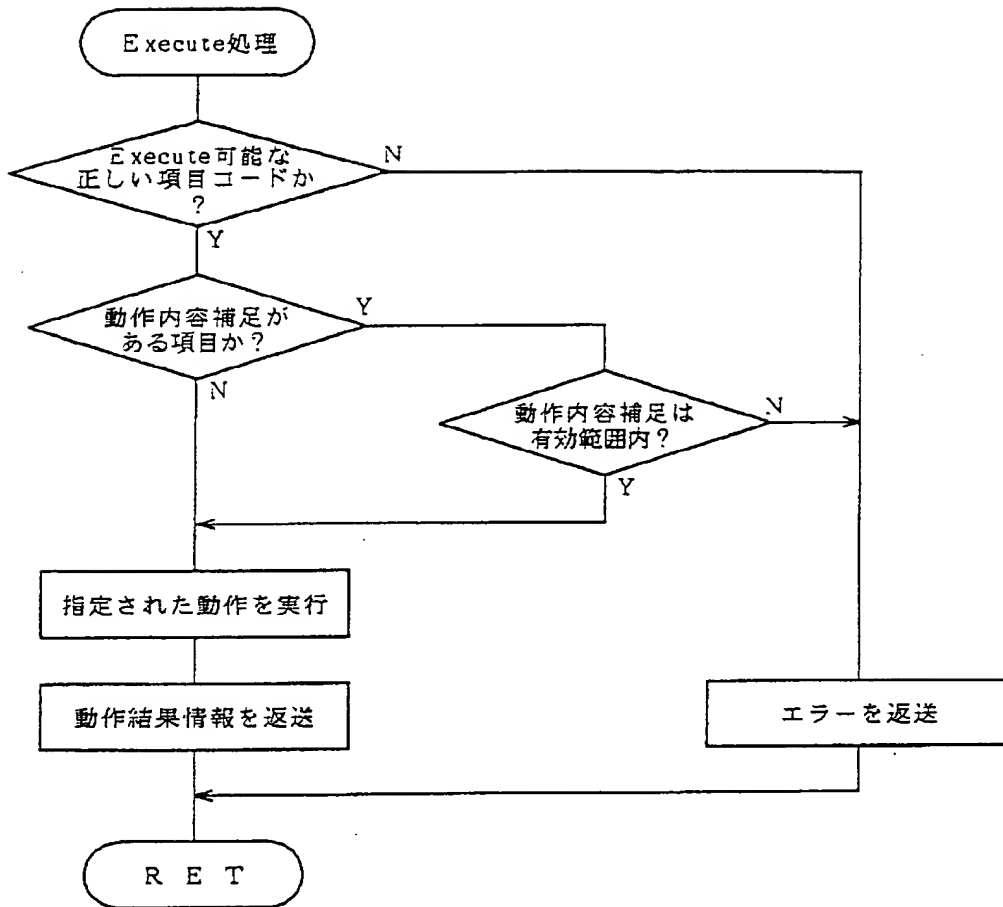 Execute処理
Execute可能な
正しい項目コードか
？
N
Y
動作内容補足が
ある項目か？
Y
N
動作内容補足は
有効範囲内？
N
Y
指定された動作を実行
動作結果情報を返送
エラーを返送
ＲＥＴ